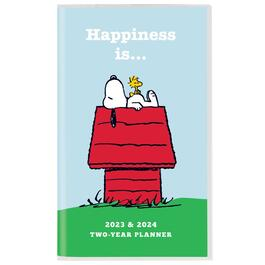 Happiness
is...
2023 & 2024
TWO-YEAR PLANNER